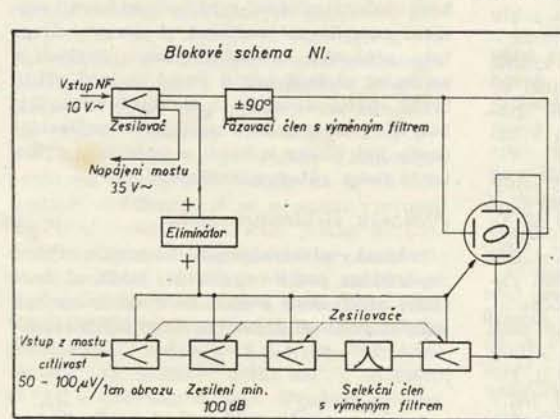 Blokové schema NI.
Vstup NF
10 V~
<
±90°
Zesilovač
Fázovací člen s výměnným filtrem
Napájení mostu
35 V~
+
Eliminátor
+
Zesilovače
Vstup z mostu
citlivost
50 - 100 µV/1cm obrazu.
<
<
<
<
Zesílení min.
100 dB
Selekční člen
s výměnným filtrem